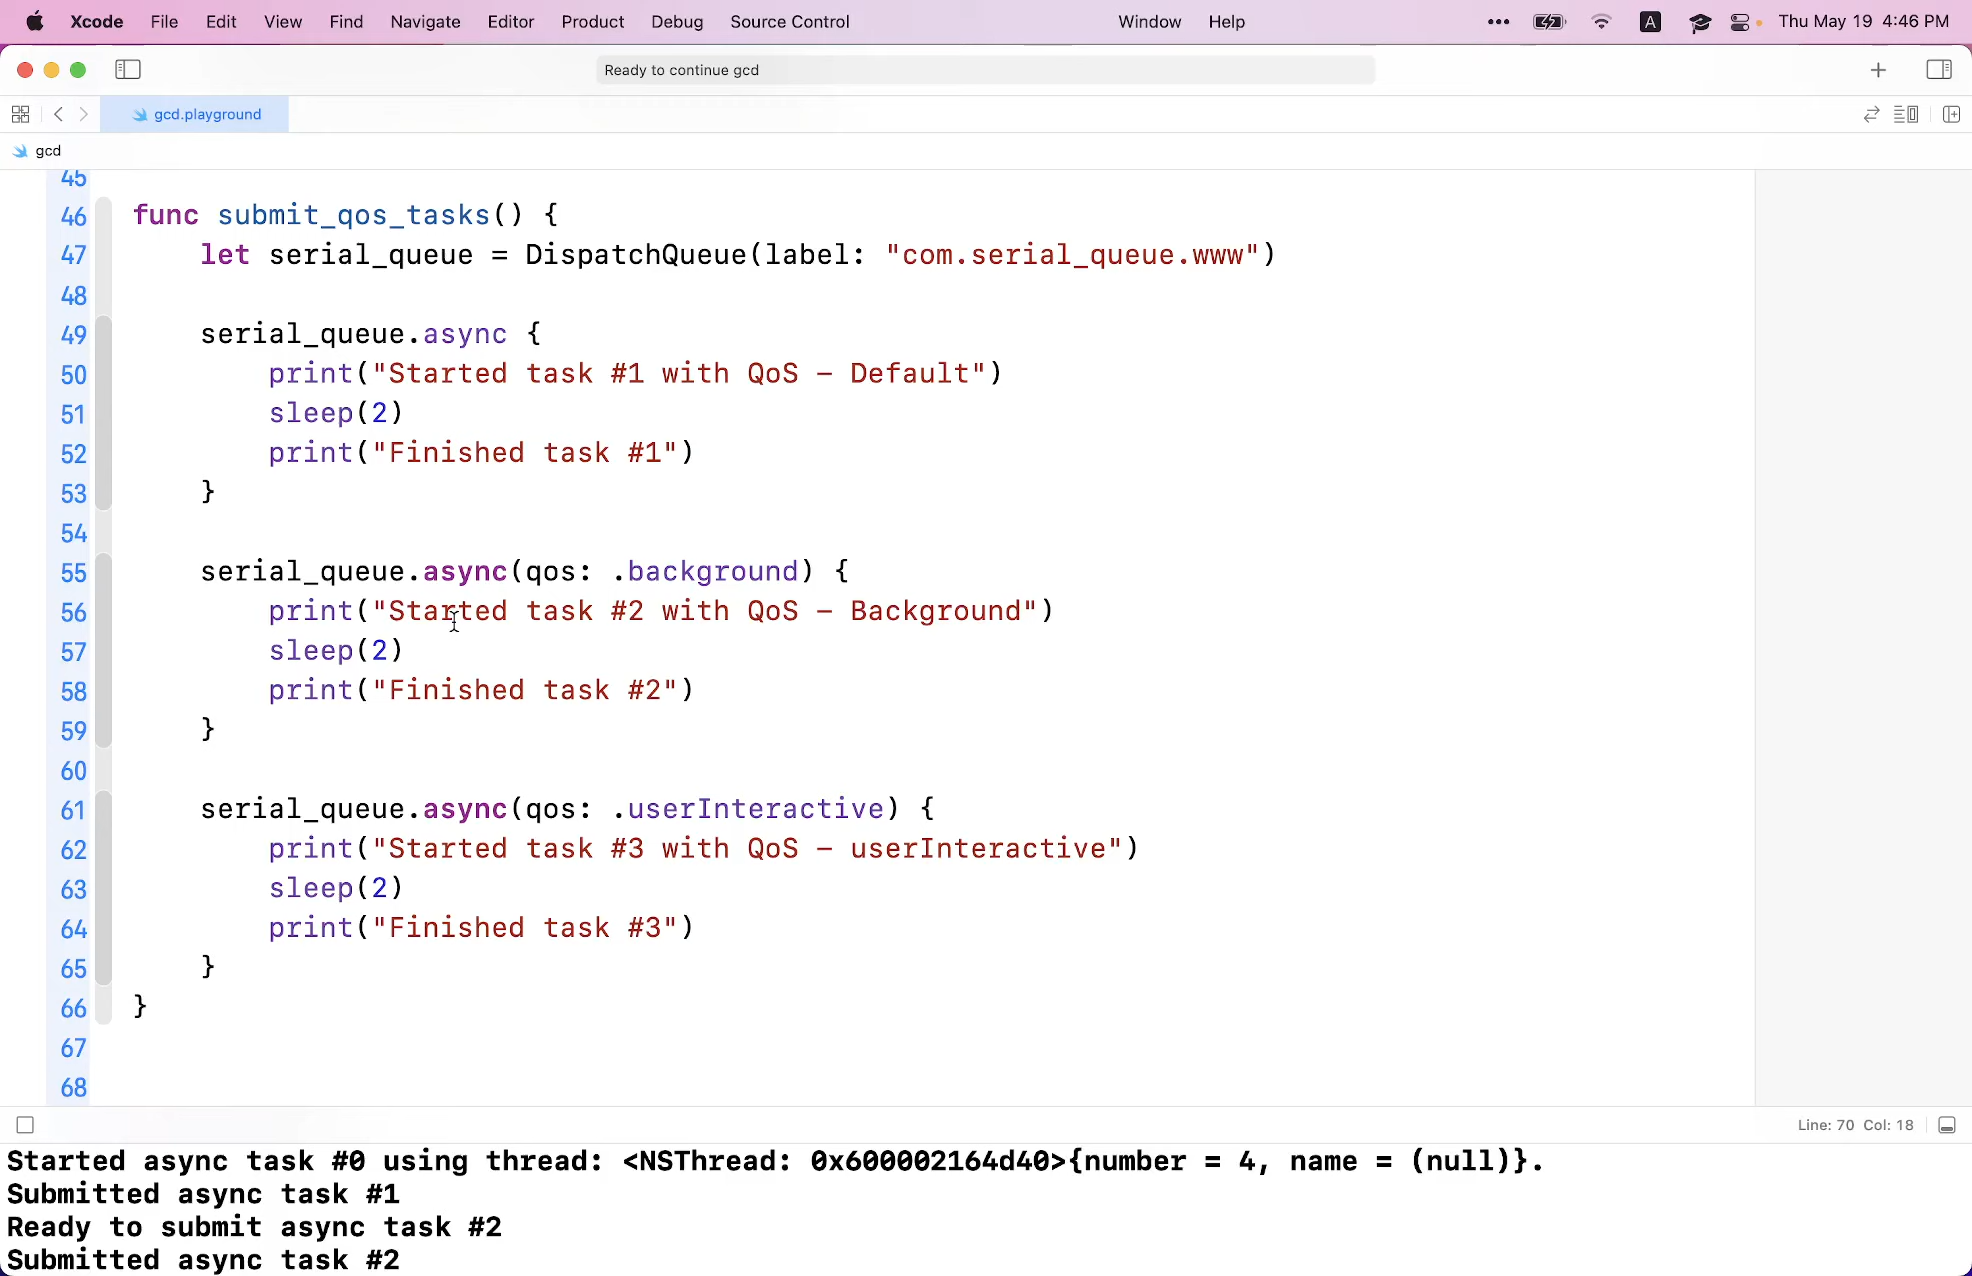 Xcode File Edit View Find Navigate Editor Product Debug Source Control Window Help A Thu May 19 4:46 PM
Ready to continue gcd
gcd.playground
gcd
45
46 func submit_qos_tasks() {
47 let serial_queue = DispatchQueue(label: "com.serial_queue.www")
48
49 serial_queue.async {
50 print("Started task #1 with QoS – Default")
51 sleep(2)
52 print("Finished task #1")
53 }
54
55 serial_queue.async(qos: .background) {
56 print("Started task #2 with QoS – Background")
57 sleep(2)
58 print("Finished task #2")
59 }
60
61 serial_queue.async(qos: .userInteractive) {
62 print("Started task #3 with QoS – userInteractive")
63 sleep(2)
64 print("Finished task #3")
65 }
66 }
67
68
Line: 70 Col: 18
Started async task #0 using thread: <NSThread: 0x600002164d40>{number = 4, name = (null)}.
Submitted async task #1
Ready to submit async task #2
Submitted async task #2